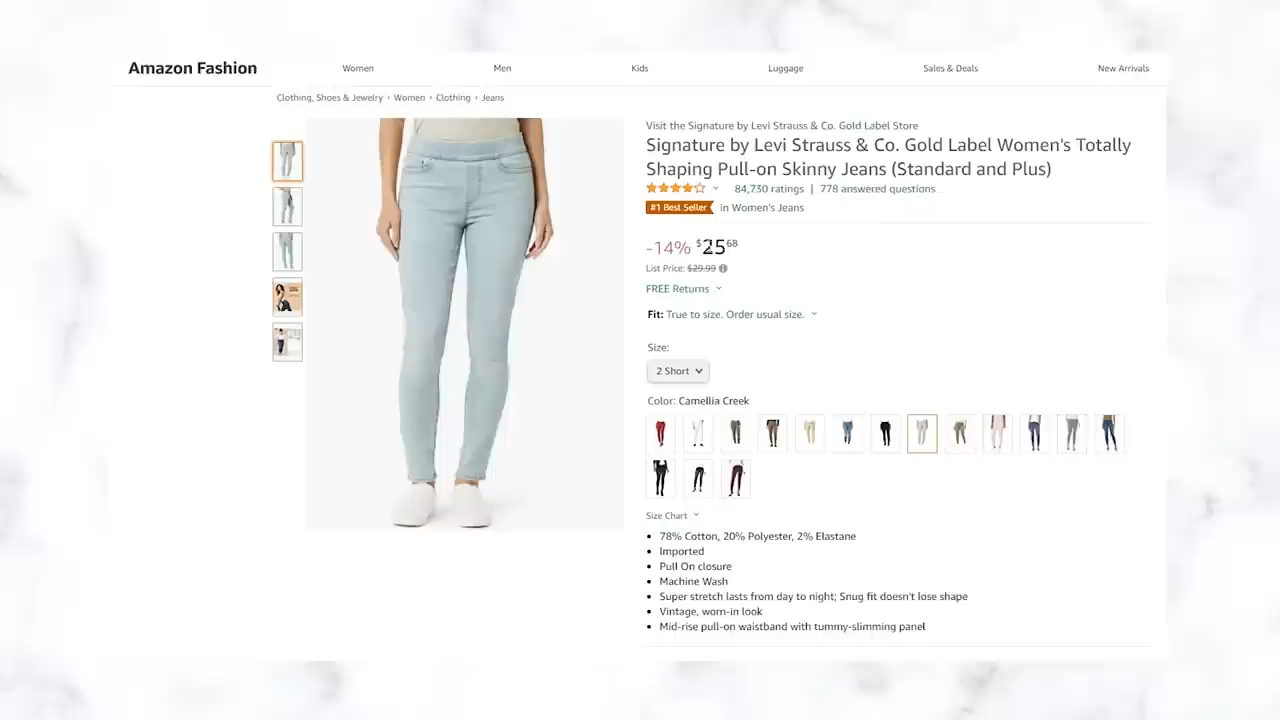 Amazon Fashion
Women
Men
Kids
Luggage
Sales & Deals
New Arrivals
Clothing, Shoes & Jewelry › Women › Clothing › Jeans
Visit the Signature by Levi Strauss & Co. Gold Label Store
Signature by Levi Strauss & Co. Gold Label Women's Totally
Shaping Pull-on Skinny Jeans (Standard and Plus)
84,730 ratings | 778 answered questions
#1 Best Seller in Women's Jeans
-14% $25 68
List Price: $29.99
FREE Returns
Fit: True to size. Order usual size.
Size:
2 Short
Color: Camellia Creek
Size Chart
• 78% Cotton, 20% Polyester, 2% Elastane
• Imported
• Pull On closure
• Machine Wash
• Super stretch lasts from day to night; Snug fit doesn't lose shape
• Vintage, worn-in look
• Mid-rise pull-on waistband with tummy-slimming panel